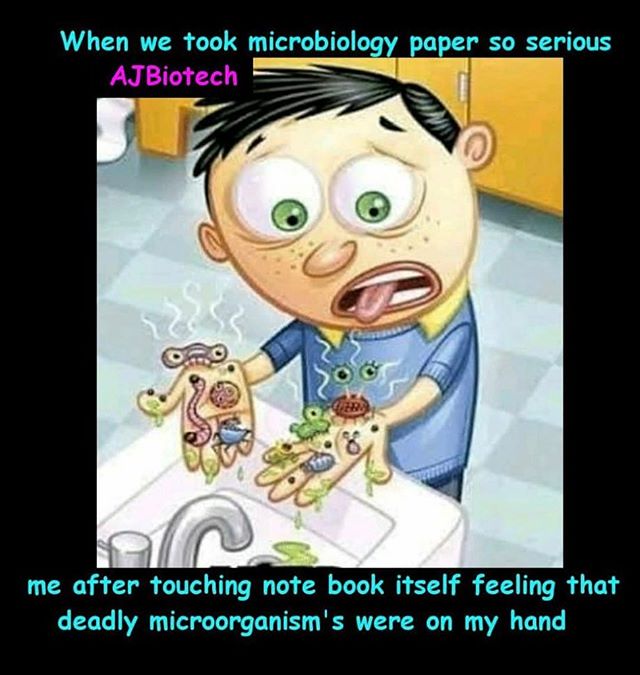 When we took microbiology paper so serious
AJBiotech
me after touching note book itself feeling that
deadly microorganism's were on my hand